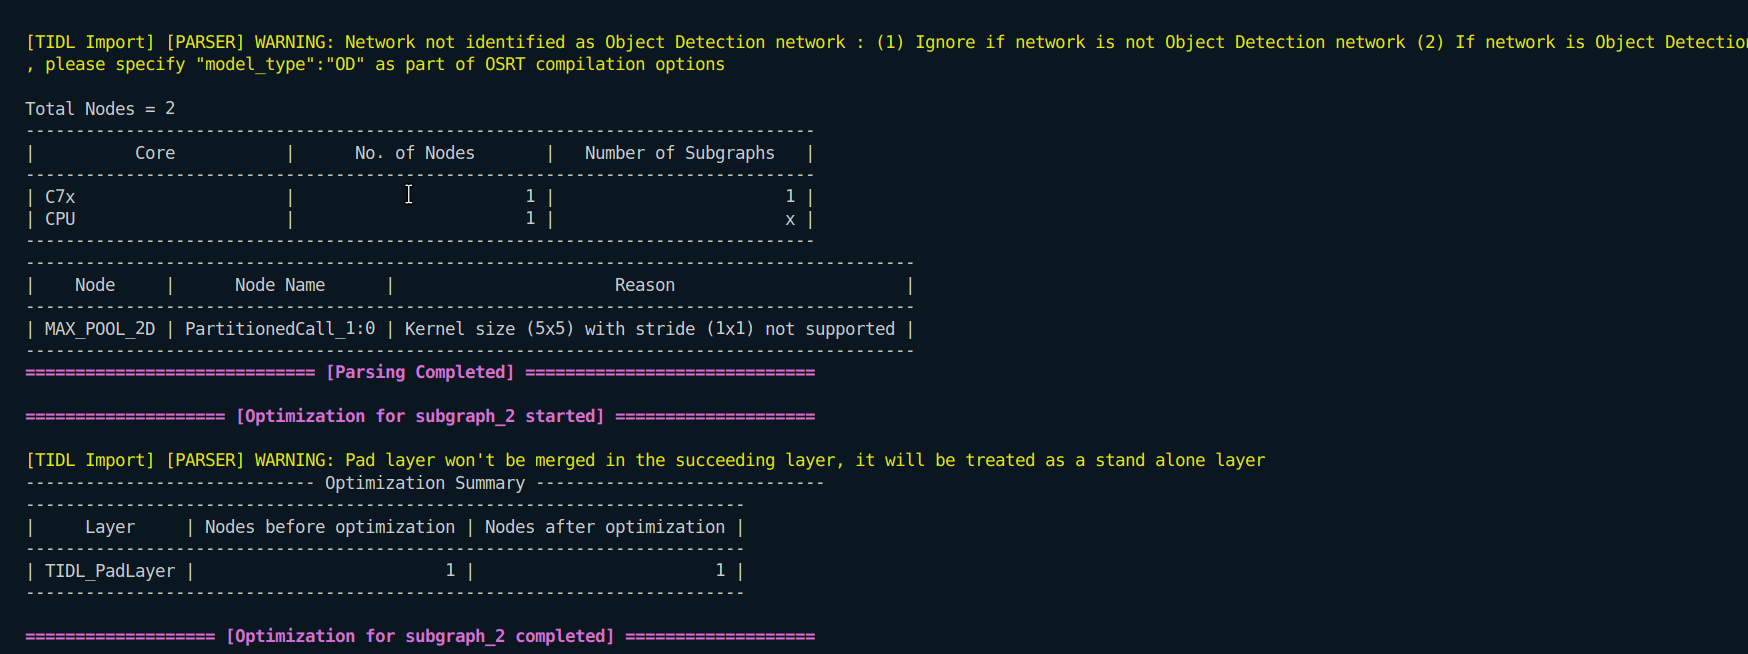 [TIDL Import] [PARSER] WARNING: Network not identified as Object Detection network : (1) Ignore if network is not Object Detection network (2) If network is Object Detection
, please specify "model_type":"OD" as part of OSRT compilation options
Total Nodes = 2
--------------------------------------------------------------------------------
|          Core           |      No. of Nodes       |   Number of Subgraphs   |
--------------------------------------------------------------------------------
| C7x                     |                       1 |                       1 |
| CPU                     |                       1 |                       x |
--------------------------------------------------------------------------------
-----------------------------------------------------------------------------------------
|    Node     |      Node Name      |                      Reason                       |
-----------------------------------------------------------------------------------------
| MAX_POOL_2D | PartitionedCall_1:0 | Kernel size (5x5) with stride (1x1) not supported |
-----------------------------------------------------------------------------------------
============================= [Parsing Completed] =============================
==================== [Optimization for subgraph_2 started] ====================
[TIDL Import] [PARSER] WARNING: Pad layer won't be merged in the succeeding layer, it will be treated as a stand alone layer
----------------------------- Optimization Summary -----------------------------
------------------------------------------------------------------------
|     Layer     | Nodes before optimization | Nodes after optimization |
------------------------------------------------------------------------
| TIDL_PadLayer |                         1 |                        1 |
------------------------------------------------------------------------
=================== [Optimization for subgraph_2 completed] ===================